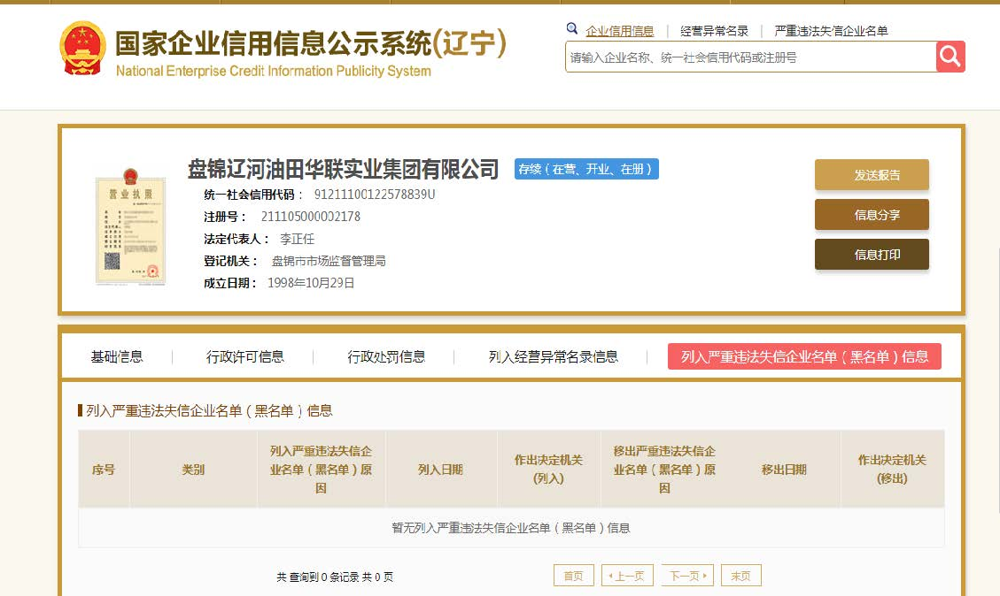 国家企业信用信息公示系统(辽宁)
National Enterprise Credit Information Publicity System
企业信用信息 | 经营异常名录 | 严重违法失信企业名单
请输入企业名称、统一社会信用代码或注册号
盘锦辽河油田华联实业集团有限公司 存续（在营、开业、在册）
统一社会信用代码： 91211100122578839U
注册号： 211105000002178
法定代表人： 李正任
登记机关： 盘锦市市场监督管理局
成立日期： 1998年10月29日
营业执照
发送报告
信息分享
信息打印
基础信息 | 行政许可信息 | 行政处罚信息 | 列入经营异常名录信息 | 列入严重违法失信企业名单（黑名单）信息
列入严重违法失信企业名单（黑名单）信息
序号
类别
列入严重违法失信企
业名单（黑名单）原
因
列入日期
作出决定机关
(列入)
移出严重违法失信企
业名单（黑名单）原
因
移出日期
作出决定机关
(移出)
暂无列入严重违法失信企业名单（黑名单）信息
共 查询到 0 条记录 共 0 页
首页 上一页 下一页 末页